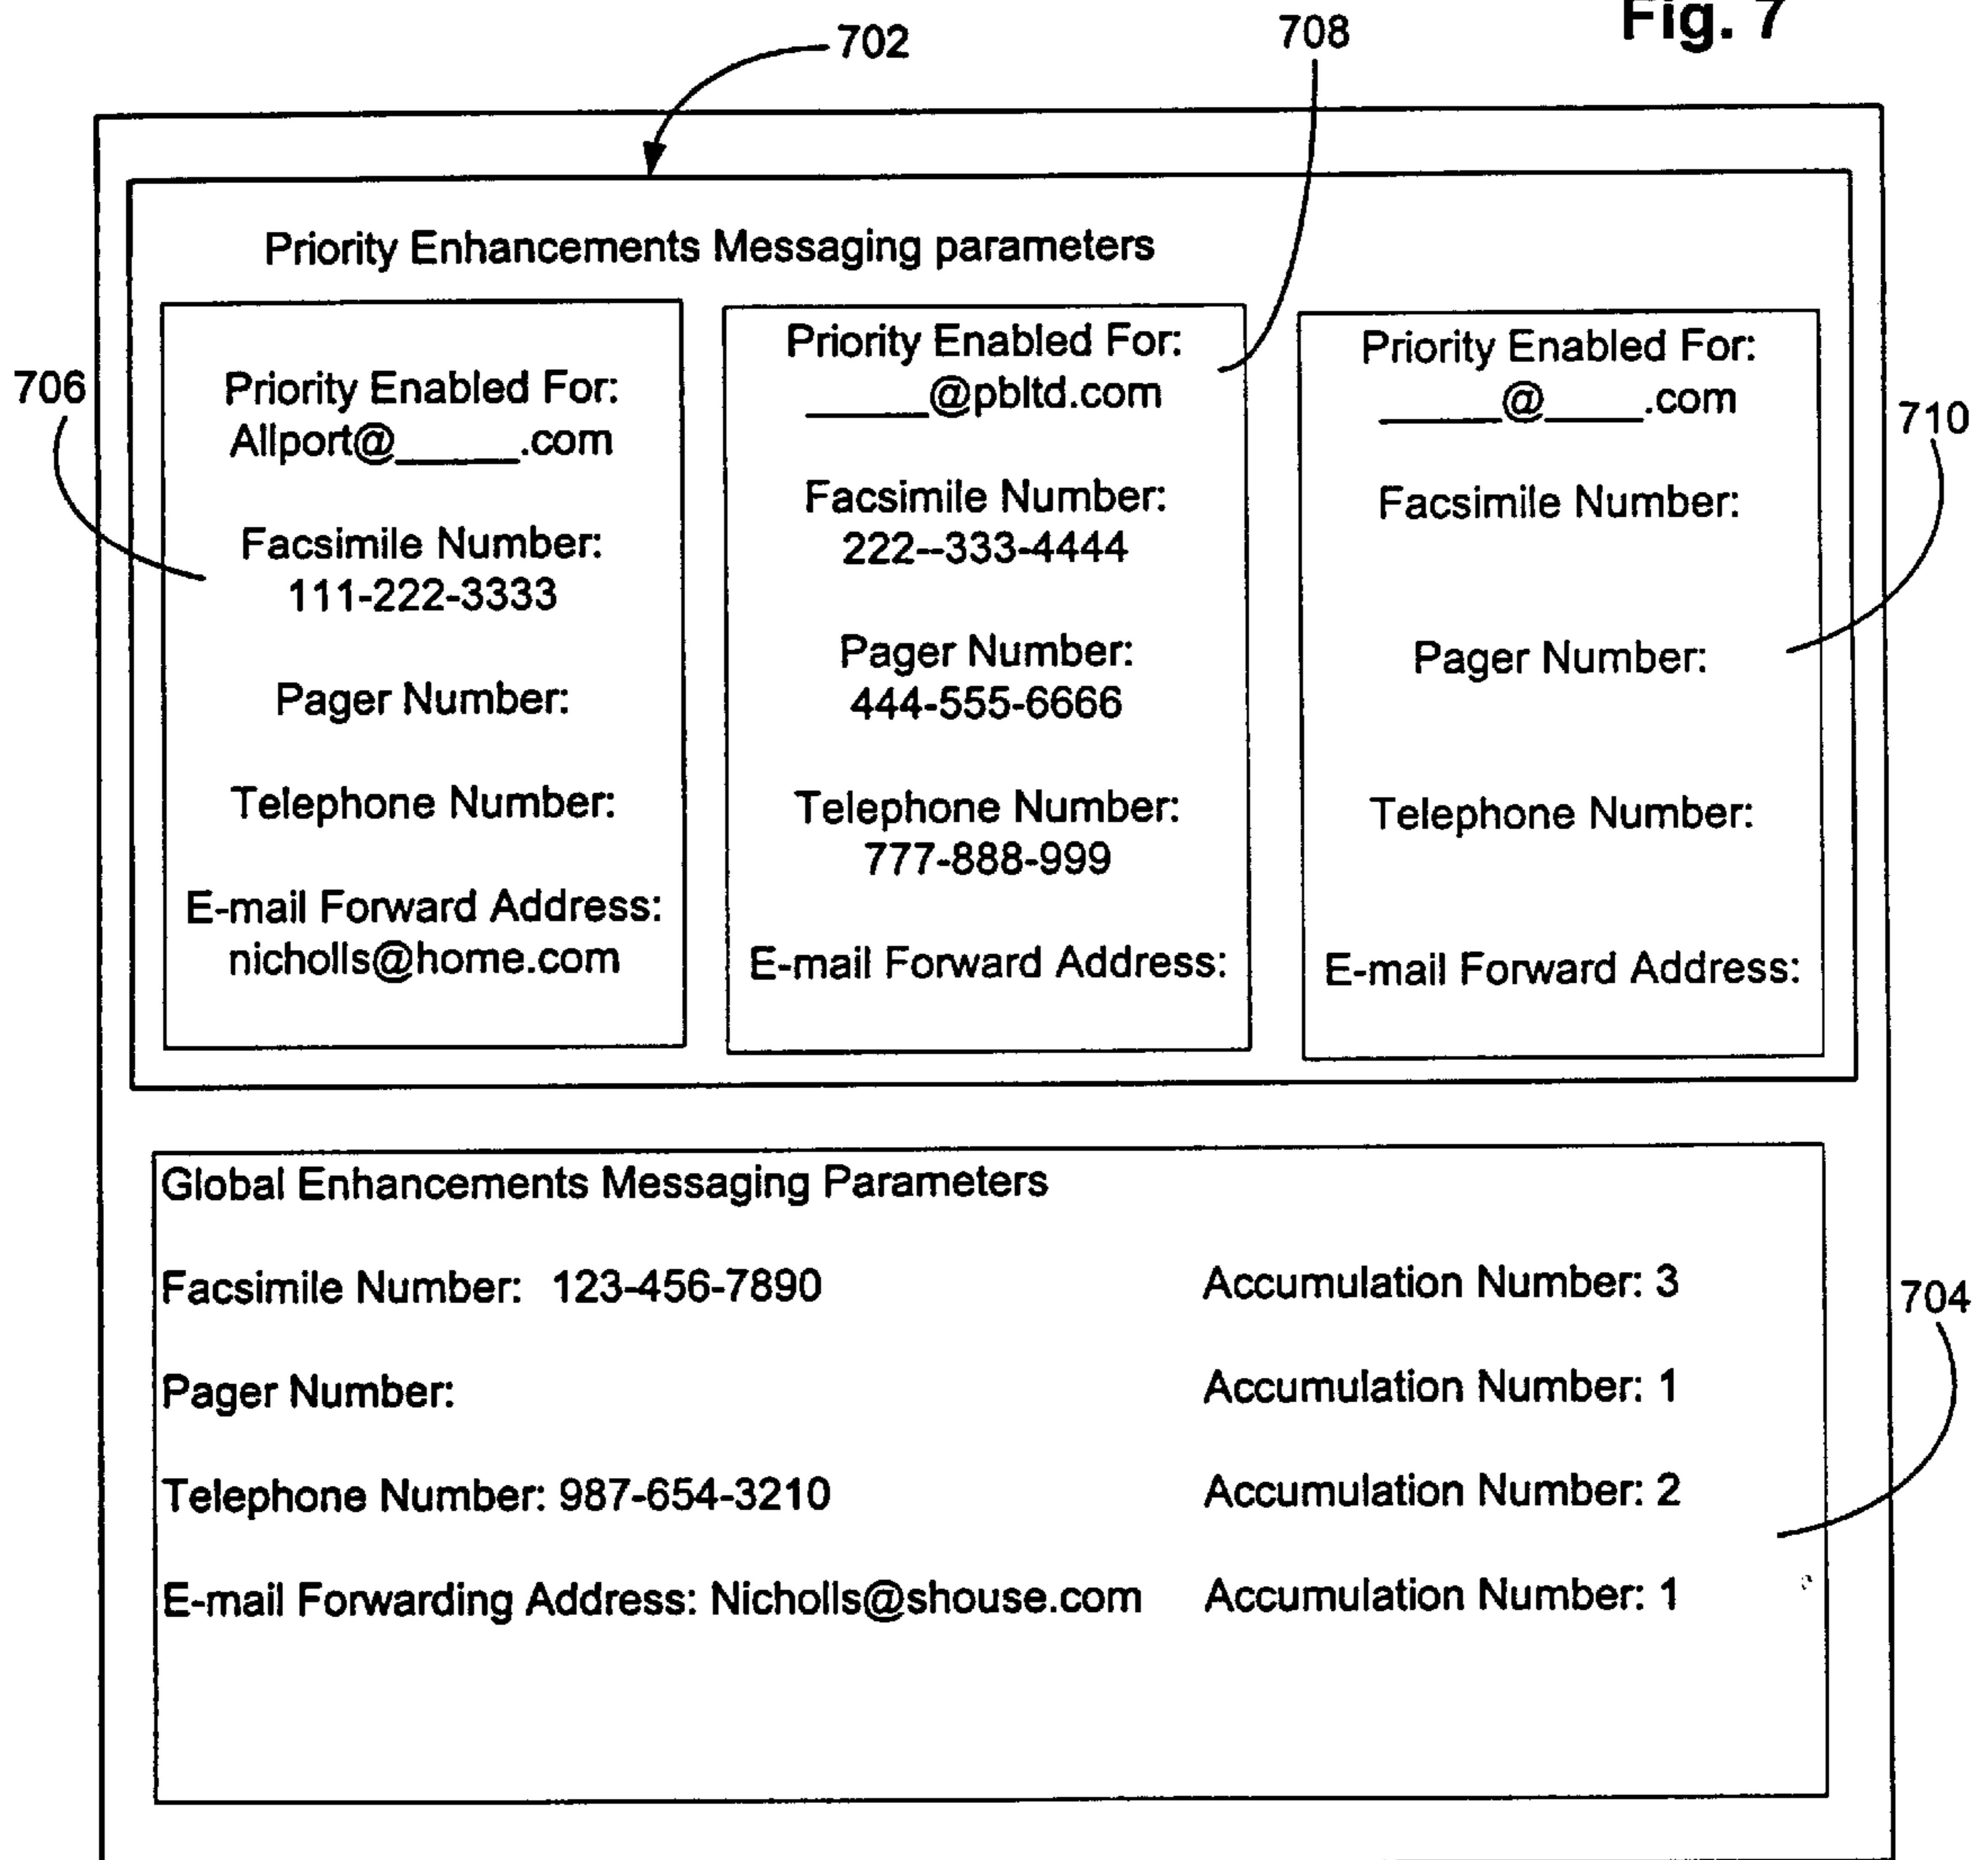 Fig. 7
702
708
Priority Enhancements Messaging parameters
706
Priority Enabled For:
Allport@_____.com
Facsimile Number:
111-222-3333
Pager Number:
Telephone Number:
E-mail Forward Address:
nicholls@home.com
Priority Enabled For:
_____@pbltd.com
Facsimile Number:
222--333-4444
Pager Number:
444-555-6666
Telephone Number:
777-888-999
E-mail Forward Address:
Priority Enabled For:
_____@____.com
Facsimile Number:
Pager Number:
Telephone Number:
E-mail Forward Address:
710
Global Enhancements Messaging Parameters
Facsimile Number: 123-456-7890 Accumulation Number: 3
Pager Number: Accumulation Number: 1
Telephone Number: 987-654-3210 Accumulation Number: 2
E-mail Forwarding Address: Nicholls@shouse.com Accumulation Number: 1
704